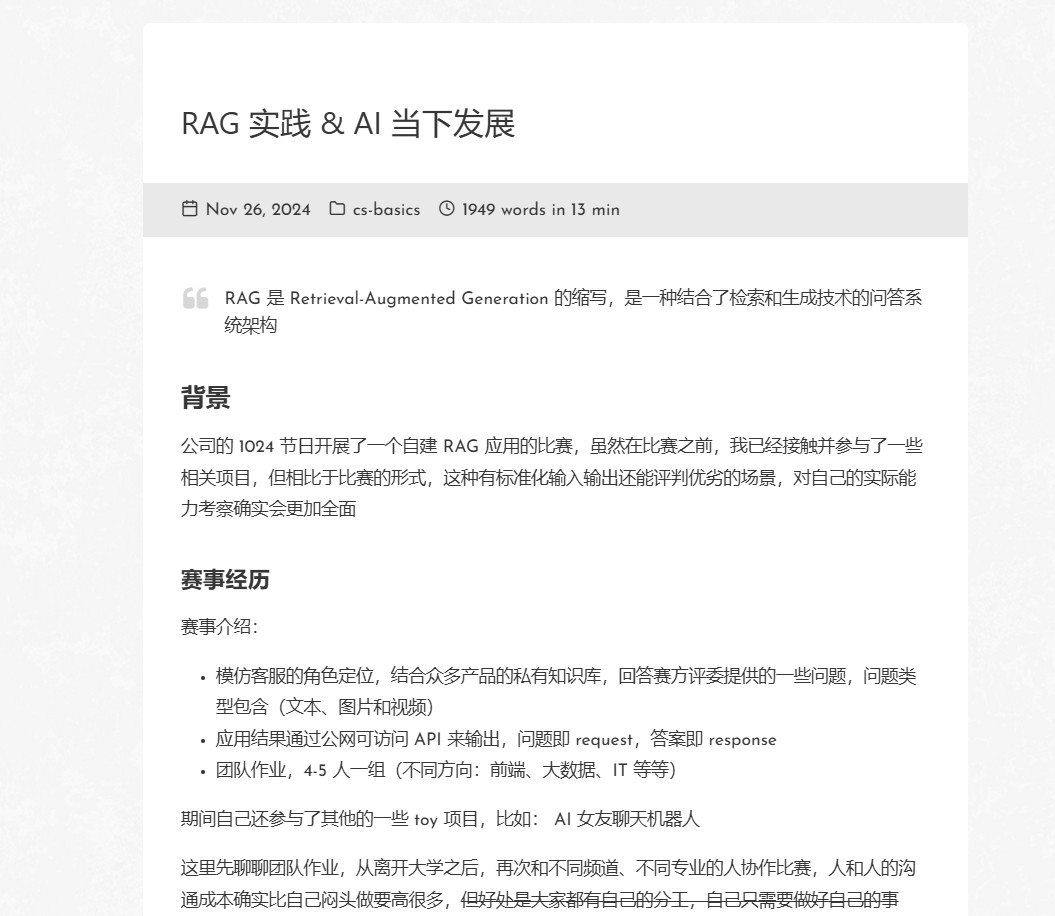 RAG 实践 & AI 当下发展
Nov 26, 2024 cs-basics 1949 words in 13 min
RAG 是 Retrieval-Augmented Generation 的缩写，是一种结合了检索和生成技术的问答系
统架构
背景
公司的 1024 节日开展了一个自建 RAG 应用的比赛，虽然在比赛之前，我已经接触并参与了一些
相关项目，但相比于比赛的形式，这种有标准化输入输出还能评判优劣的场景，对自己的实际能
力考察确实会更加全面
赛事经历
赛事介绍：
• 模仿客服的角色定位，结合众多产品的私有知识库，回答赛方评委提供的一些问题，问题类
型包含（文本、图片和视频）
• 应用结果通过公网可访问 API 来输出，问题即 request，答案即 response
• 团队作业，4-5 人一组（不同方向：前端、大数据、IT 等等）
期间自己还参与了其他的一些 toy 项目，比如： AI 女友聊天机器人
这里先聊聊团队作业，从离开大学之后，再次和不同频道、不同专业的人协作比赛，人和人的沟
通成本确实比自己闷头做要高很多，但好处是大家都有自己的分工，自己只需要做好自己的事